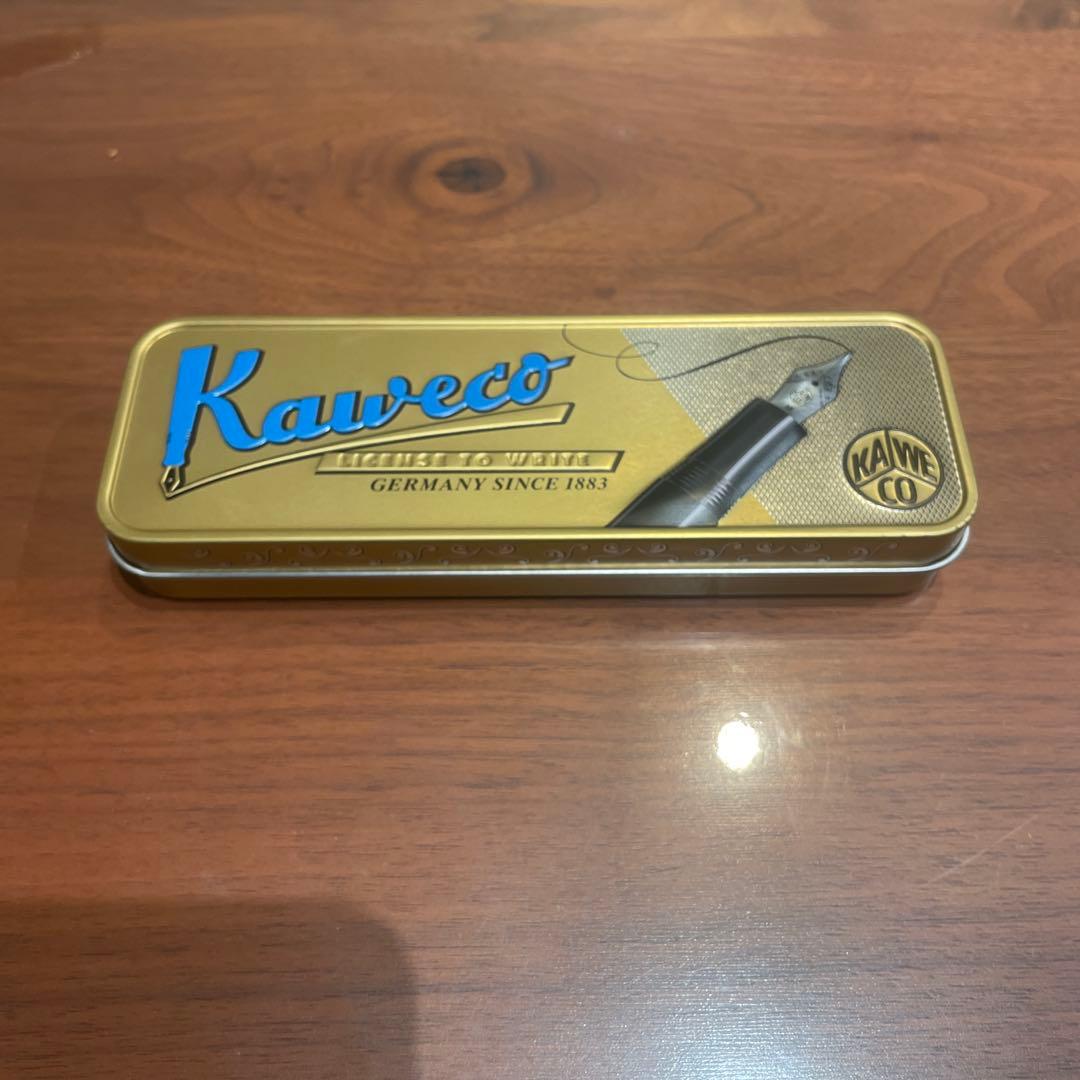 Kaweco
LICENSE TO WRITE
GERMANY SINCE 1883
KA WE
CO